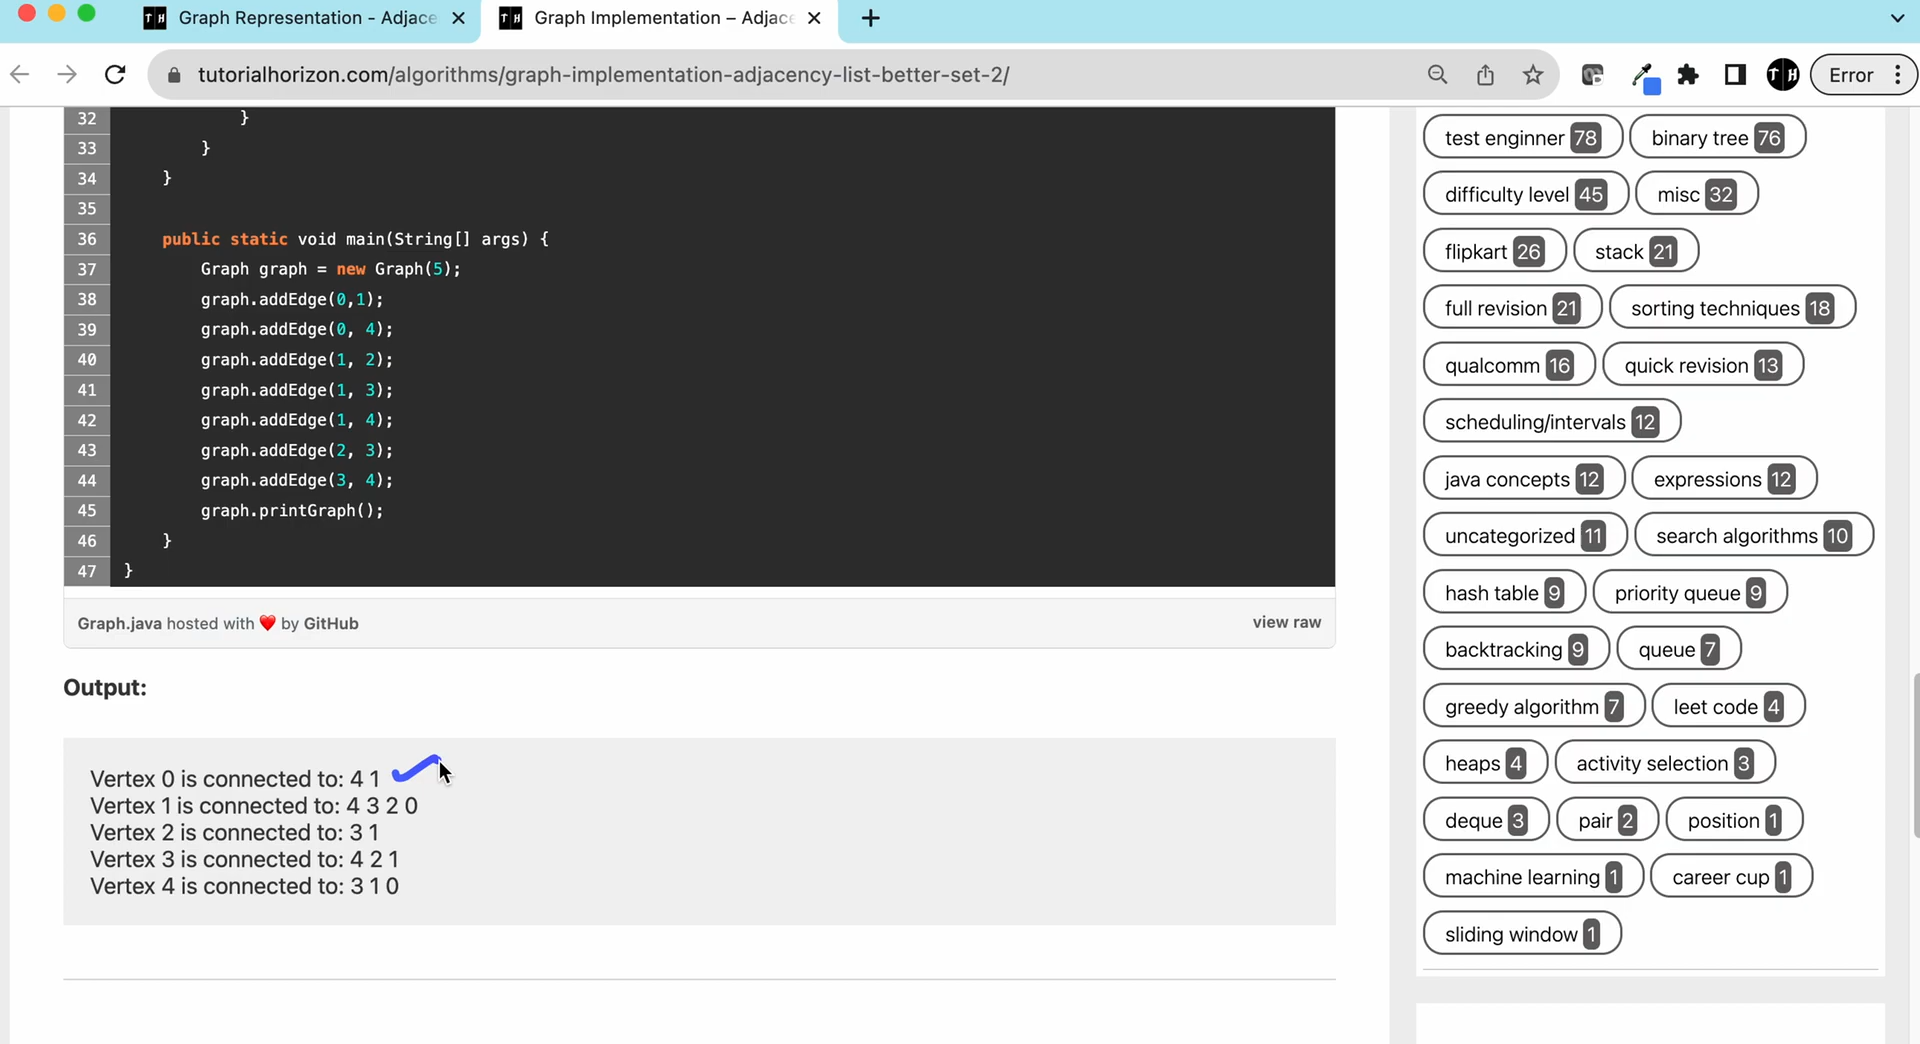 TH Graph Representation - Adjace
TH Graph Implementation – Adjac
tutorialhorizon.com/algorithms/graph-implementation-adjacency-list-better-set-2/
TH
Error
32 }
33 }
34 }
35
36 public static void main(String[] args) {
37 Graph graph = new Graph(5);
38 graph.addEdge(0,1);
39 graph.addEdge(0, 4);
40 graph.addEdge(1, 2);
41 graph.addEdge(1, 3);
42 graph.addEdge(1, 4);
43 graph.addEdge(2, 3);
44 graph.addEdge(3, 4);
45 graph.printGraph();
46 }
47 }
Graph.java hosted with ❤ by GitHub
view raw
Output:
Vertex 0 is connected to: 4 1
Vertex 1 is connected to: 4 3 2 0
Vertex 2 is connected to: 3 1
Vertex 3 is connected to: 4 2 1
Vertex 4 is connected to: 3 1 0
test enginner 78 binary tree 76
difficulty level 45 misc 32
flipkart 26 stack 21
full revision 21 sorting techniques 18
qualcomm 16 quick revision 13
scheduling/intervals 12
java concepts 12 expressions 12
uncategorized 11 search algorithms 10
hash table 9 priority queue 9
backtracking 9 queue 7
greedy algorithm 7 leet code 4
heaps 4 activity selection 3
deque 3 pair 2 position 1
machine learning 1 career cup 1
sliding window 1